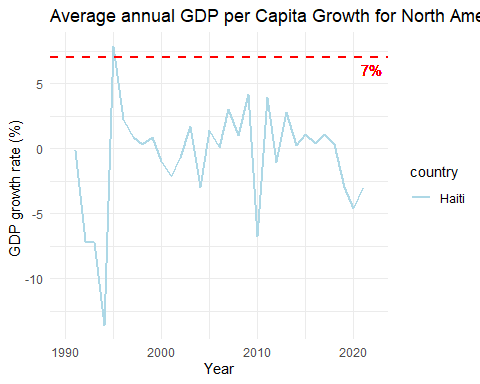 Average annual GDP per Capita Growth for North Ame
7%
5
0
-5
-10
GDP growth rate (%)
1990
2000
2010
2020
Year
country
Haiti